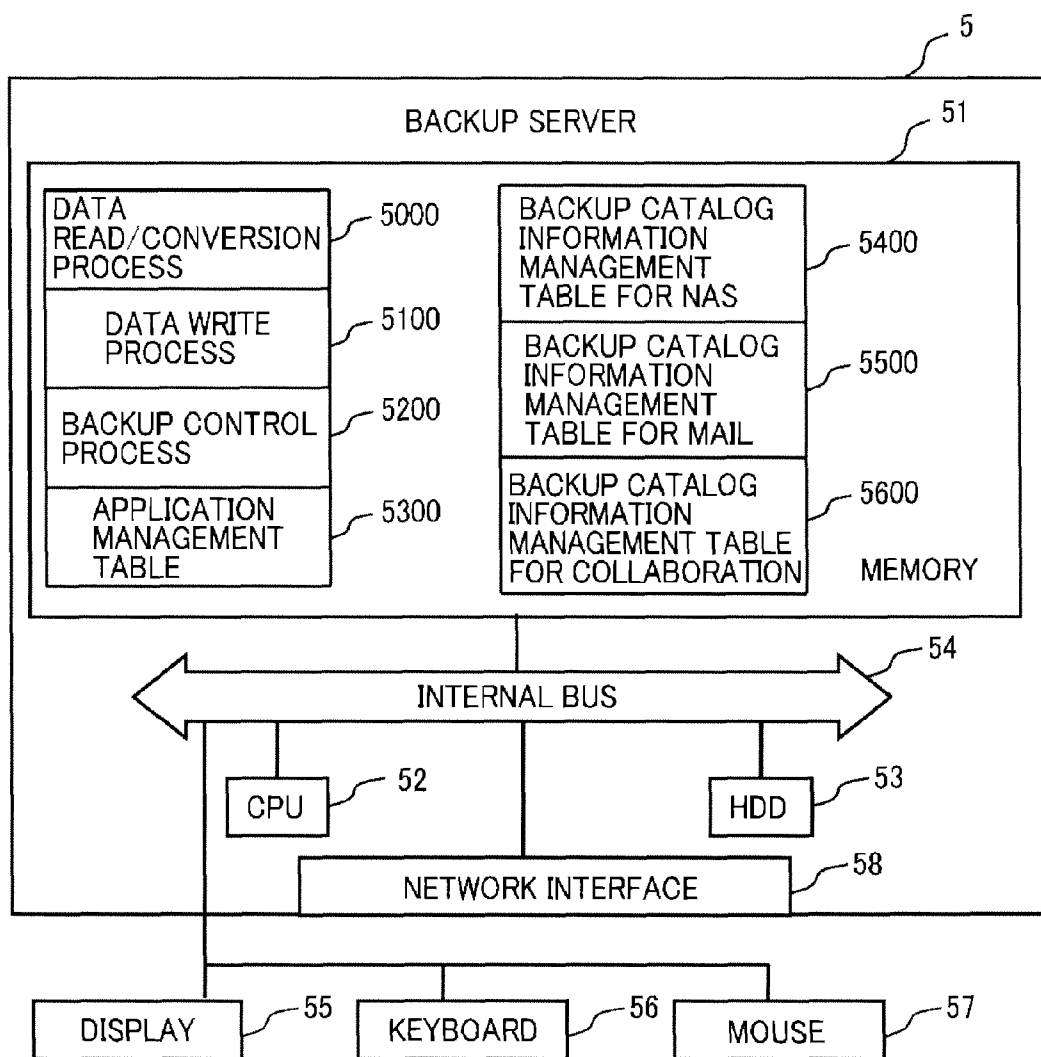 5
BACKUP SERVER
51
DATA
READ/CONVERSION
PROCESS
5000
DATA WRITE
PROCESS
5100
BACKUP CONTROL
PROCESS
5200
APPLICATION
MANAGEMENT
TABLE
5300
BACKUP CATALOG
INFORMATION
MANAGEMENT
TABLE FOR NAS
5400
BACKUP CATALOG
INFORMATION
MANAGEMENT
TABLE FOR MAIL
5500
BACKUP CATALOG
INFORMATION
MANAGEMENT TABLE
FOR COLLABORATION
5600
MEMORY
54
INTERNAL BUS
CPU
52
HDD
53
NETWORK INTERFACE
58
DISPLAY
55
KEYBOARD
56
MOUSE
57